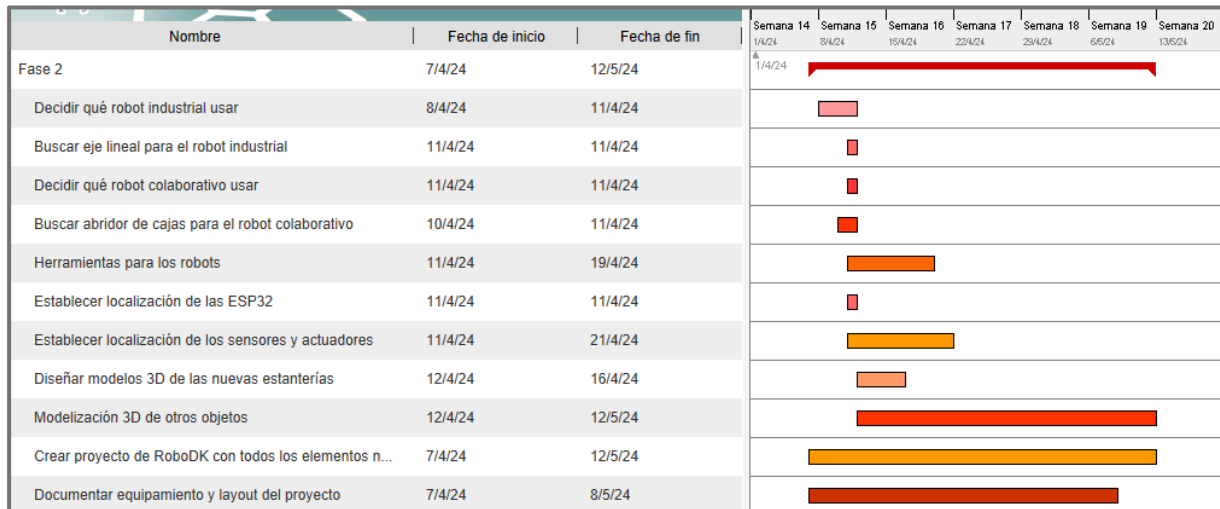 Semana 14 Semana 15 Semana 16 Semana 17 Semana 18 Semana 19 Semana 20
Nombre Fecha de inicio Fecha de fin 1/4/24 8/4/24 15/4/24 22/4/24 29/4/24 6/5/24 13/5/24
Fase 2 7/4/24 12/5/24 1/4/24
Decidir qué robot industrial usar 8/4/24 11/4/24
Buscar eje lineal para el robot industrial 11/4/24 11/4/24
Decidir qué robot colaborativo usar 11/4/24 11/4/24
Buscar abridor de cajas para el robot colaborativo 10/4/24 11/4/24
Herramientas para los robots 11/4/24 19/4/24
Establecer localización de las ESP32 11/4/24 11/4/24
Establecer localización de los sensores y actuadores 11/4/24 21/4/24
Diseñar modelos 3D de las nuevas estanterías 12/4/24 16/4/24
Modelización 3D de otros objetos 12/4/24 12/5/24
Crear proyecto de RoboDK con todos los elementos n... 7/4/24 12/5/24
Documentar equipamiento y layout del proyecto 7/4/24 8/5/24